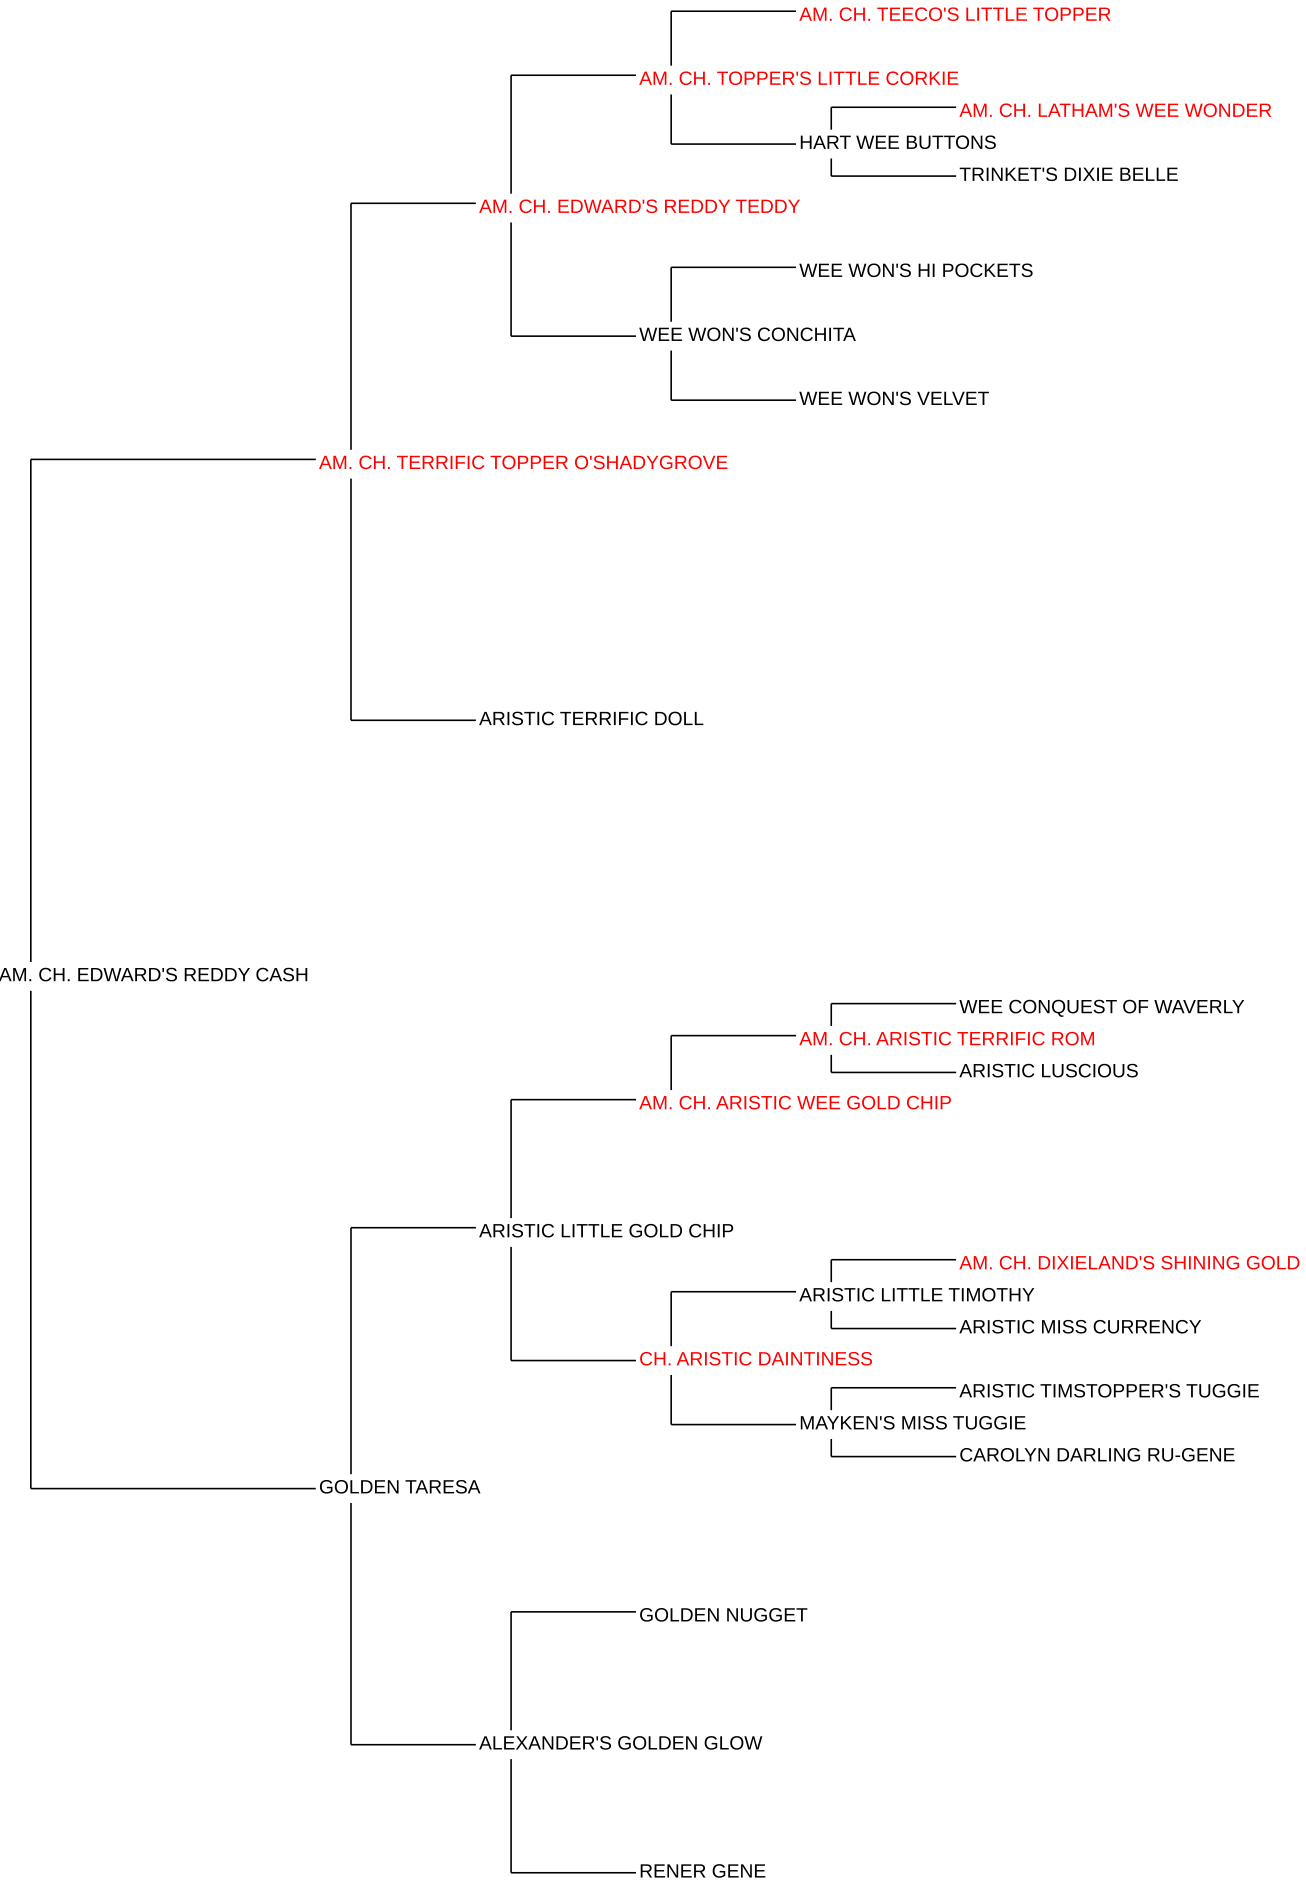 AM. CH. TEECO'S LITTLE TOPPER
AM. CH. TOPPER'S LITTLE CORKIE
AM. CH. LATHAM'S WEE WONDER
HART WEE BUTTONS
TRINKET'S DIXIE BELLE
AM. CH. EDWARD'S REDDY TEDDY
WEE WON'S HI POCKETS
WEE WON'S CONCHITA
WEE WON'S VELVET
AM. CH. TERRIFIC TOPPER O'SHADYGROVE
ARISTIC TERRIFIC DOLL
AM. CH. EDWARD'S REDDY CASH
WEE CONQUEST OF WAVERLY
AM. CH. ARISTIC TERRIFIC ROM
ARISTIC LUSCIOUS
AM. CH. ARISTIC WEE GOLD CHIP
ARISTIC LITTLE GOLD CHIP
AM. CH. DIXIELAND'S SHINING GOLD
ARISTIC LITTLE TIMOTHY
ARISTIC MISS CURRENCY
CH. ARISTIC DAINTINESS
ARISTIC TIMSTOPPER'S TUGGIE
MAYKEN'S MISS TUGGIE
CAROLYN DARLING RU-GENE
GOLDEN TARESA
GOLDEN NUGGET
ALEXANDER'S GOLDEN GLOW
RENER GENE